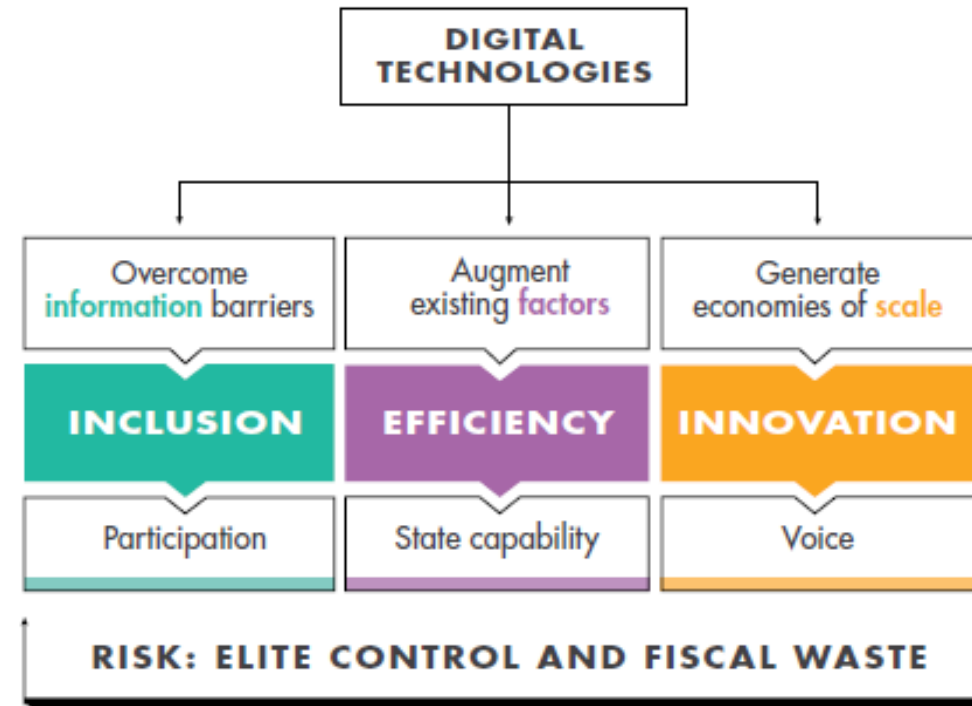 DIGITAL
TECHNOLOGIES
Overcome
information barriers
Augment
existing factors
Generate
economies of scale
INCLUSION
EFFICIENCY
INNOVATION
Participation
State capability
Voice
RISK: ELITE CONTROL AND FISCAL WASTE